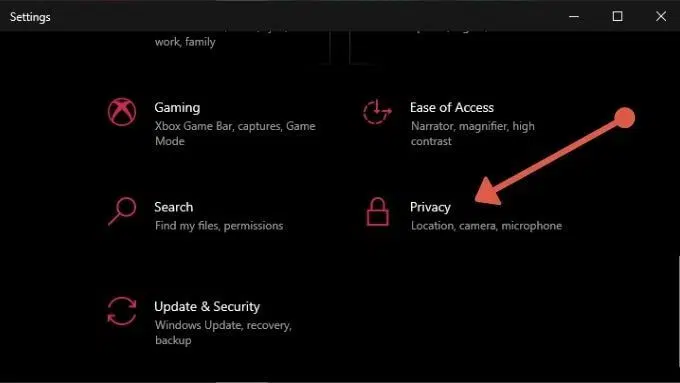 Settings
work, family
Gaming
Xbox Game Bar, captures, Game
Mode
Ease of Access
Narrator, magnifier, high
contrast
Search
Find my files, permissions
Privacy
Location, camera, microphone
Update & Security
Windows Update, recovery,
backup